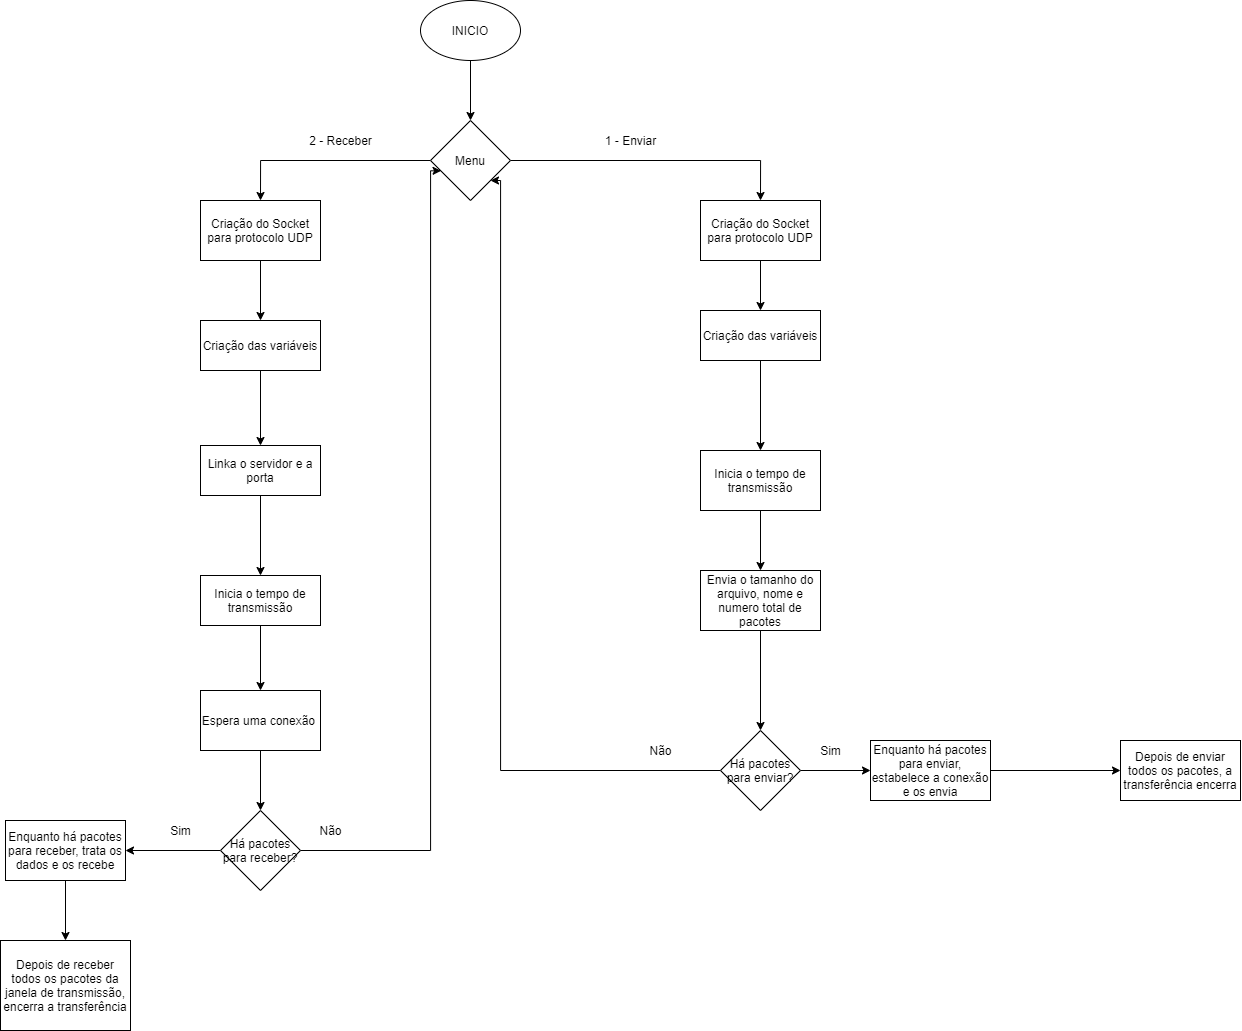 INICIO
2 - Receber
1 - Enviar
Menu
Criação do Socket
para protocolo UDP
Criação das variáveis
Linka o servidor e a
porta
Inicia o tempo de
transmissão
Espera uma conexão
Há pacotes
para receber?
Sim
Não
Enquanto há pacotes
para receber, trata os
dados e os recebe
Depois de receber
todos os pacotes da
janela de transmissão,
encerra a transferência
Criação do Socket
para protocolo UDP
Criação das variáveis
Inicia o tempo de
transmissão
Envia o tamanho do
arquivo, nome e
numero total de
pacotes
Há pacotes
para enviar?
Não
Sim
Enquanto há pacotes
para enviar,
estabelece a conexão
e os envia
Depois de enviar
todos os pacotes, a
transferência encerra